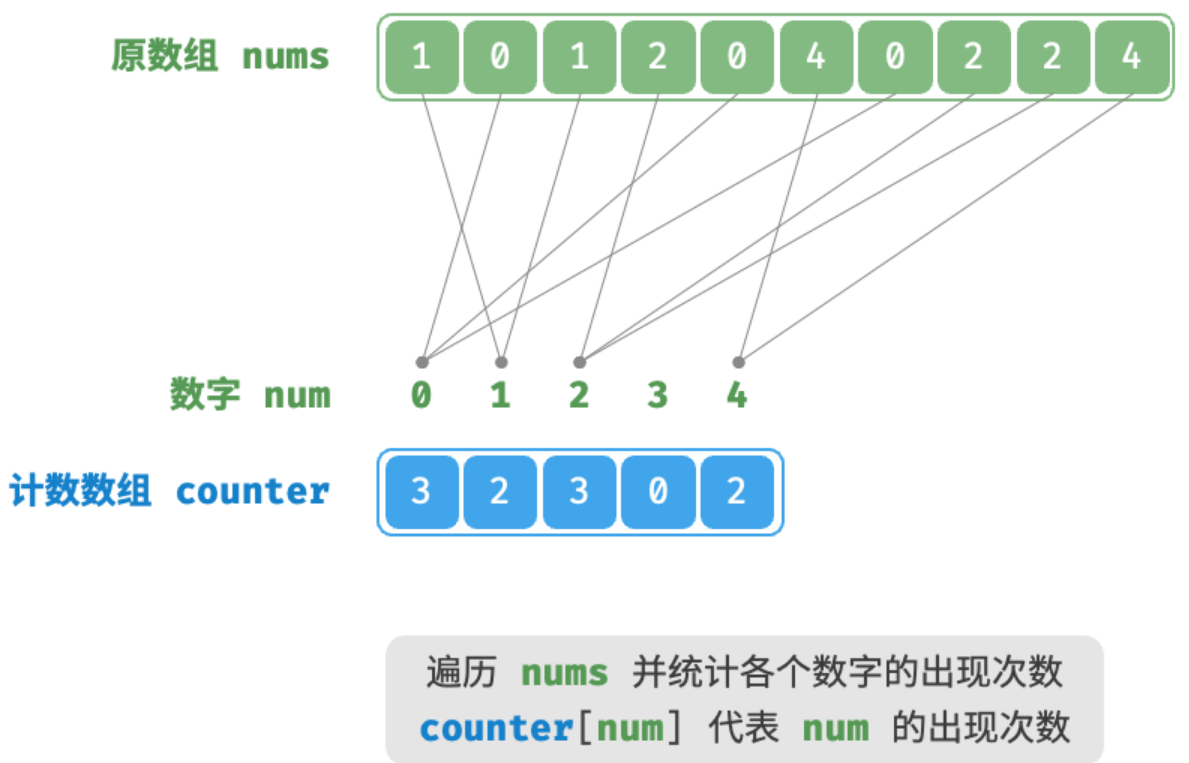 原数组 nums 1 0 1 2 0 4 0 2 2 4
数字 num 0 1 2 3 4
计数数组 counter 3 2 3 0 2
遍历 nums 并统计各个数字的出现次数
counter[num] 代表 num 的出现次数